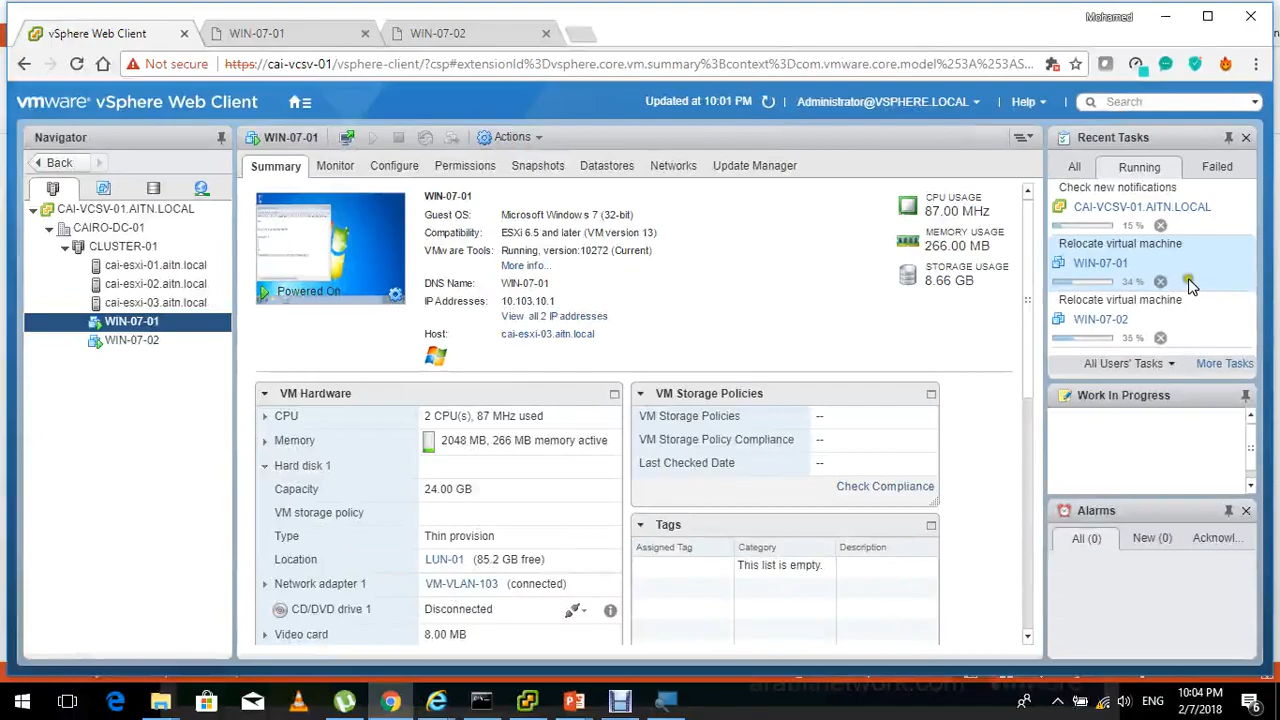 Mohamed
vSphere Web Client
WIN-07-01
WIN-07-02
Not secure
https://cai-vcsv-01/vsphere-client/?csp#extensionId%3Dvsphere.core.vm.summary%3Bcontext%3Dcom.vmware.core.model%253A%253AS...
vmware® vSphere Web Client
Updated at 10:01 PM
Administrator@VSPHERE.LOCAL
Help
Search
Navigator
Back
CAI-VCSV-01.AITN.LOCAL
CAIRO-DC-01
CLUSTER-01
cai-esxi-01.aitn.local
cai-esxi-02.aitn.local
cai-esxi-03.aitn.local
WIN-07-01
WIN-07-02
WIN-07-01
Actions
Summary
Monitor
Configure
Permissions
Snapshots
Datastores
Networks
Update Manager
Powered On
WIN-07-01
Guest OS: Microsoft Windows 7 (32-bit)
Compatibility: ESXi 6.5 and later (VM version 13)
VMware Tools: Running, version:10272 (Current)
More info...
DNS Name: WIN-07-01
IP Addresses: 10.103.10.1
View all 2 IP addresses
Host: cai-esxi-03.aitn.local
CPU USAGE
87.00 MHz
MEMORY USAGE
266.00 MB
STORAGE USAGE
8.66 GB
VM Hardware
CPU 2 CPU(s), 87 MHz used
Memory 2048 MB, 266 MB memory active
Hard disk 1
Capacity 24.00 GB
VM storage policy
Type Thin provision
Location LUN-01 (85.2 GB free)
Network adapter 1 VM-VLAN-103 (connected)
CD/DVD drive 1 Disconnected
Video card 8.00 MB
VM Storage Policies
VM Storage Policies --
VM Storage Policy Compliance --
Last Checked Date --
Check Compliance
Tags
Assigned Tag Category Description
This list is empty.
Recent Tasks
All
Running
Failed
Check new notifications
CAI-VCSV-01.AITN.LOCAL
15 %
Relocate virtual machine
WIN-07-01
34 %
Relocate virtual machine
WIN-07-02
35 %
All Users' Tasks
More Tasks
Work In Progress
Alarms
All (0)
New (0)
Acknowl...
ENG
10:04 PM
2/7/2018
6